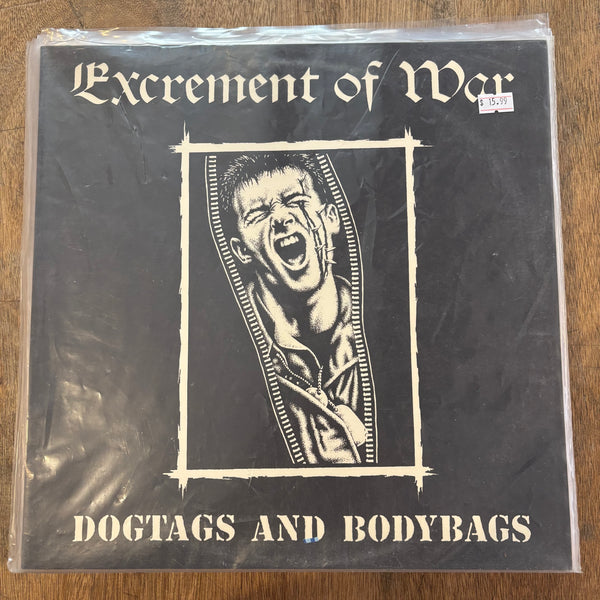 Excrement of War
$ 15.99
DOGTAGS AND BODYBAGS